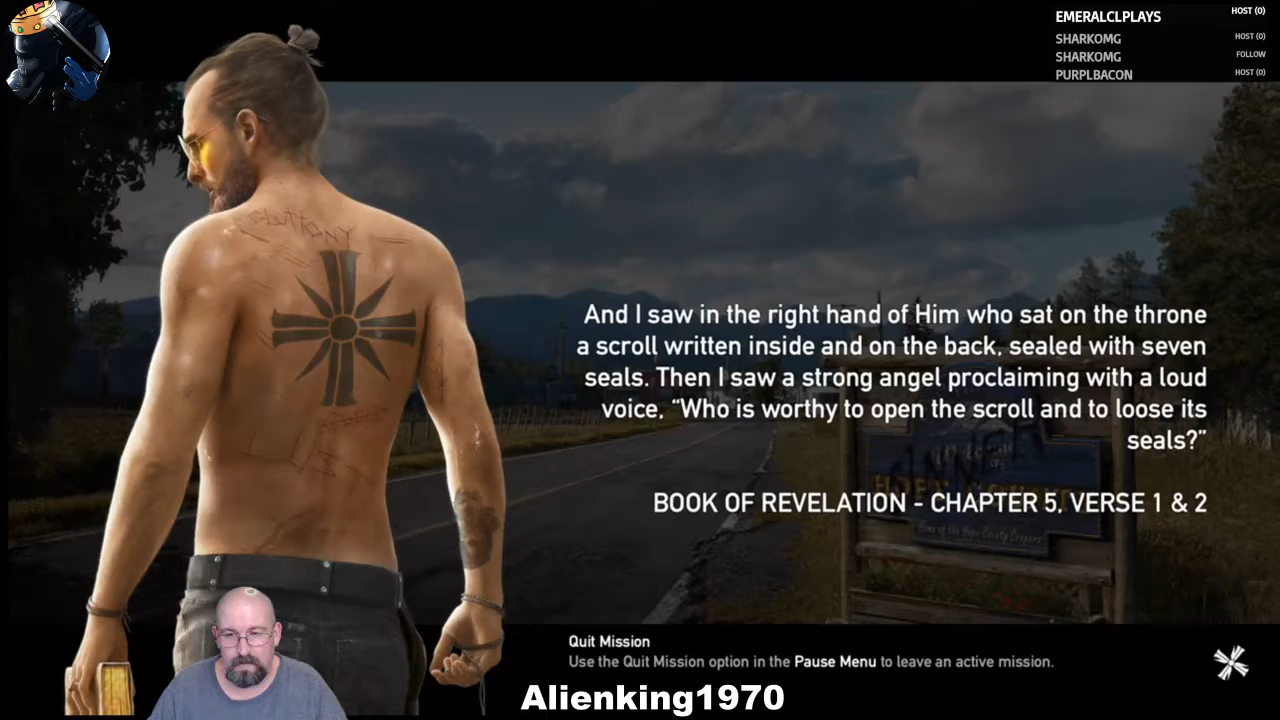 EMERALCLPLAYS HOST (0)
SHARKOMG HOST (0)
SHARKOMG FOLLOW
PURPLBACON HOST (0)
GLUTTONY
LUST
And I saw in the right hand of Him who sat on the throne
a scroll written inside and on the back, sealed with seven
seals. Then I saw a strong angel proclaiming with a loud
voice, “Who is worthy to open the scroll and to loose its
seals?”
BOOK OF REVELATION - CHAPTER 5, VERSE 1 & 2
SINNER
Quit Mission
Use the Quit Mission option in the Pause Menu to leave an active mission.
Alienking1970